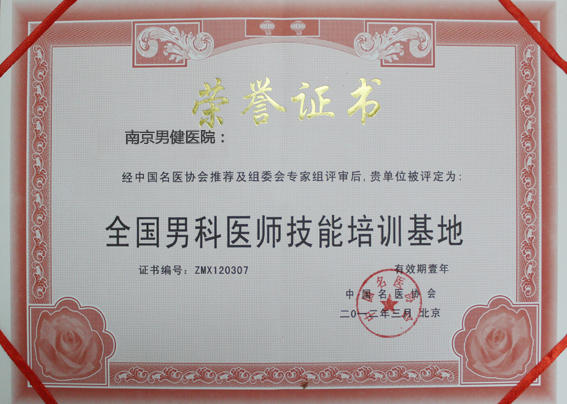 荣誉证书
南京男健医院：
经中国名医协会推荐及组委会专家组评审后，贵单位被评定为：
全国男科医师技能培训基地
证书编号：ZMX120307
有效期壹年
中国名医协会
二〇一二年三月 北京